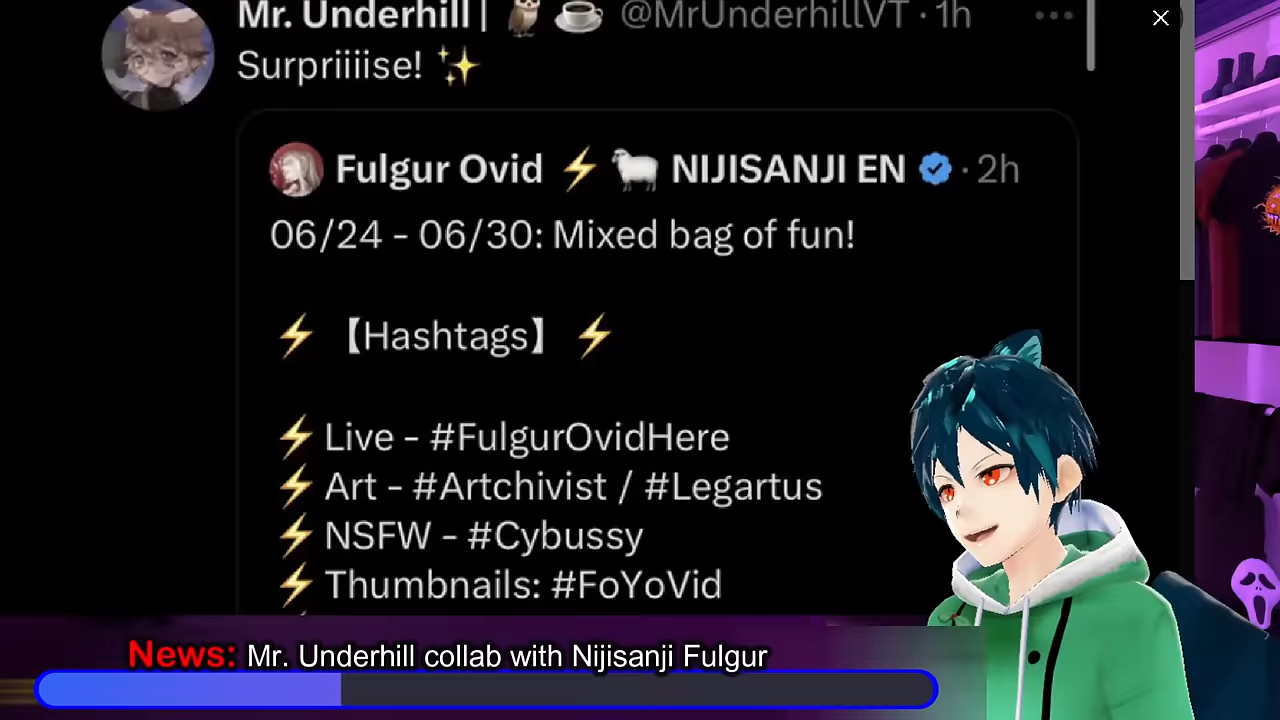 Mr. Underhill | 🦉 ☕ @MrUnderhillVT · 1h ...
Surpriiiise! ✨
Fulgur Ovid ⚡ 🐑 NIJISANJI EN · 2h
06/24 - 06/30: Mixed bag of fun!
⚡ 【Hashtags】 ⚡
⚡ Live - #FulgurOvidHere
⚡ Art - #Artchivist / #Legartus
⚡ NSFW - #Cybussy
⚡ Thumbnails: #FoYoVid
News: Mr. Underhill collab with Nijisanji Fulgur